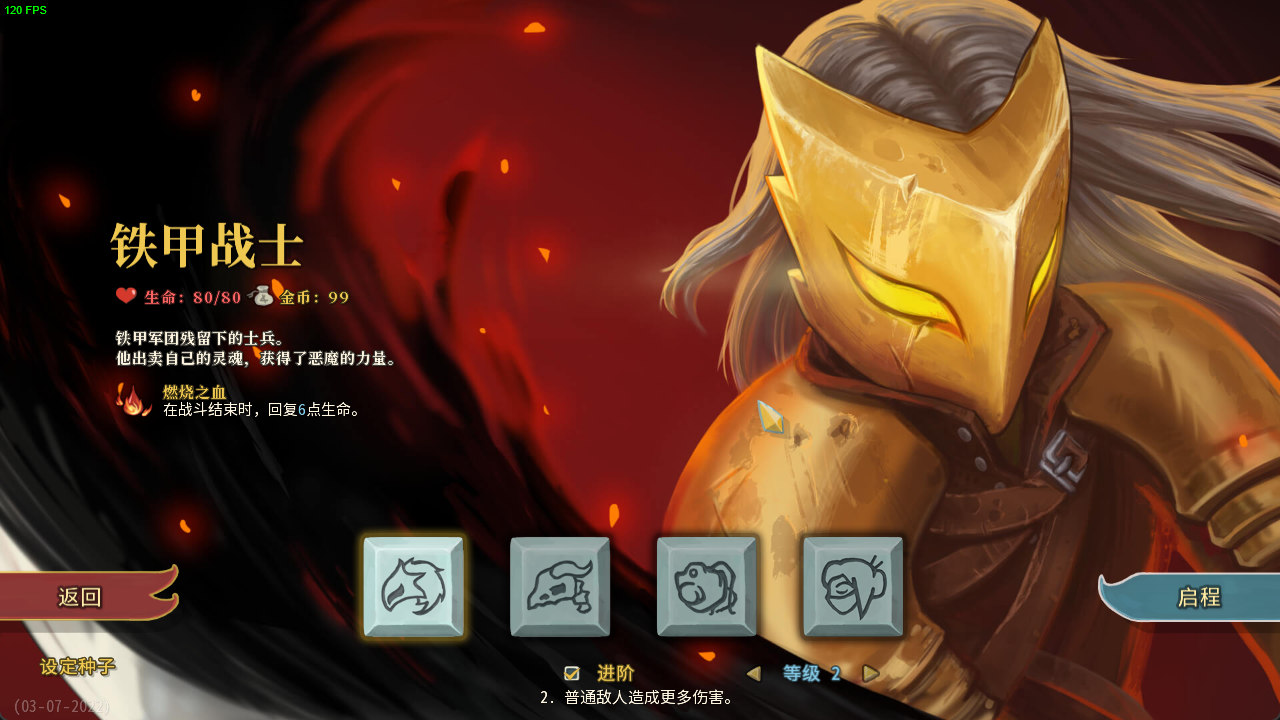 120 FPS
铁甲战士
生命：80/80 金币：99
铁甲军团残留下的士兵。
他出卖自己的灵魂，获得了恶魔的力量。
燃烧之血
在战斗结束时，回复6点生命。
返回
启程
设定种子
进阶 等级 2
2. 普通敌人造成更多伤害。
(03-07-2022)